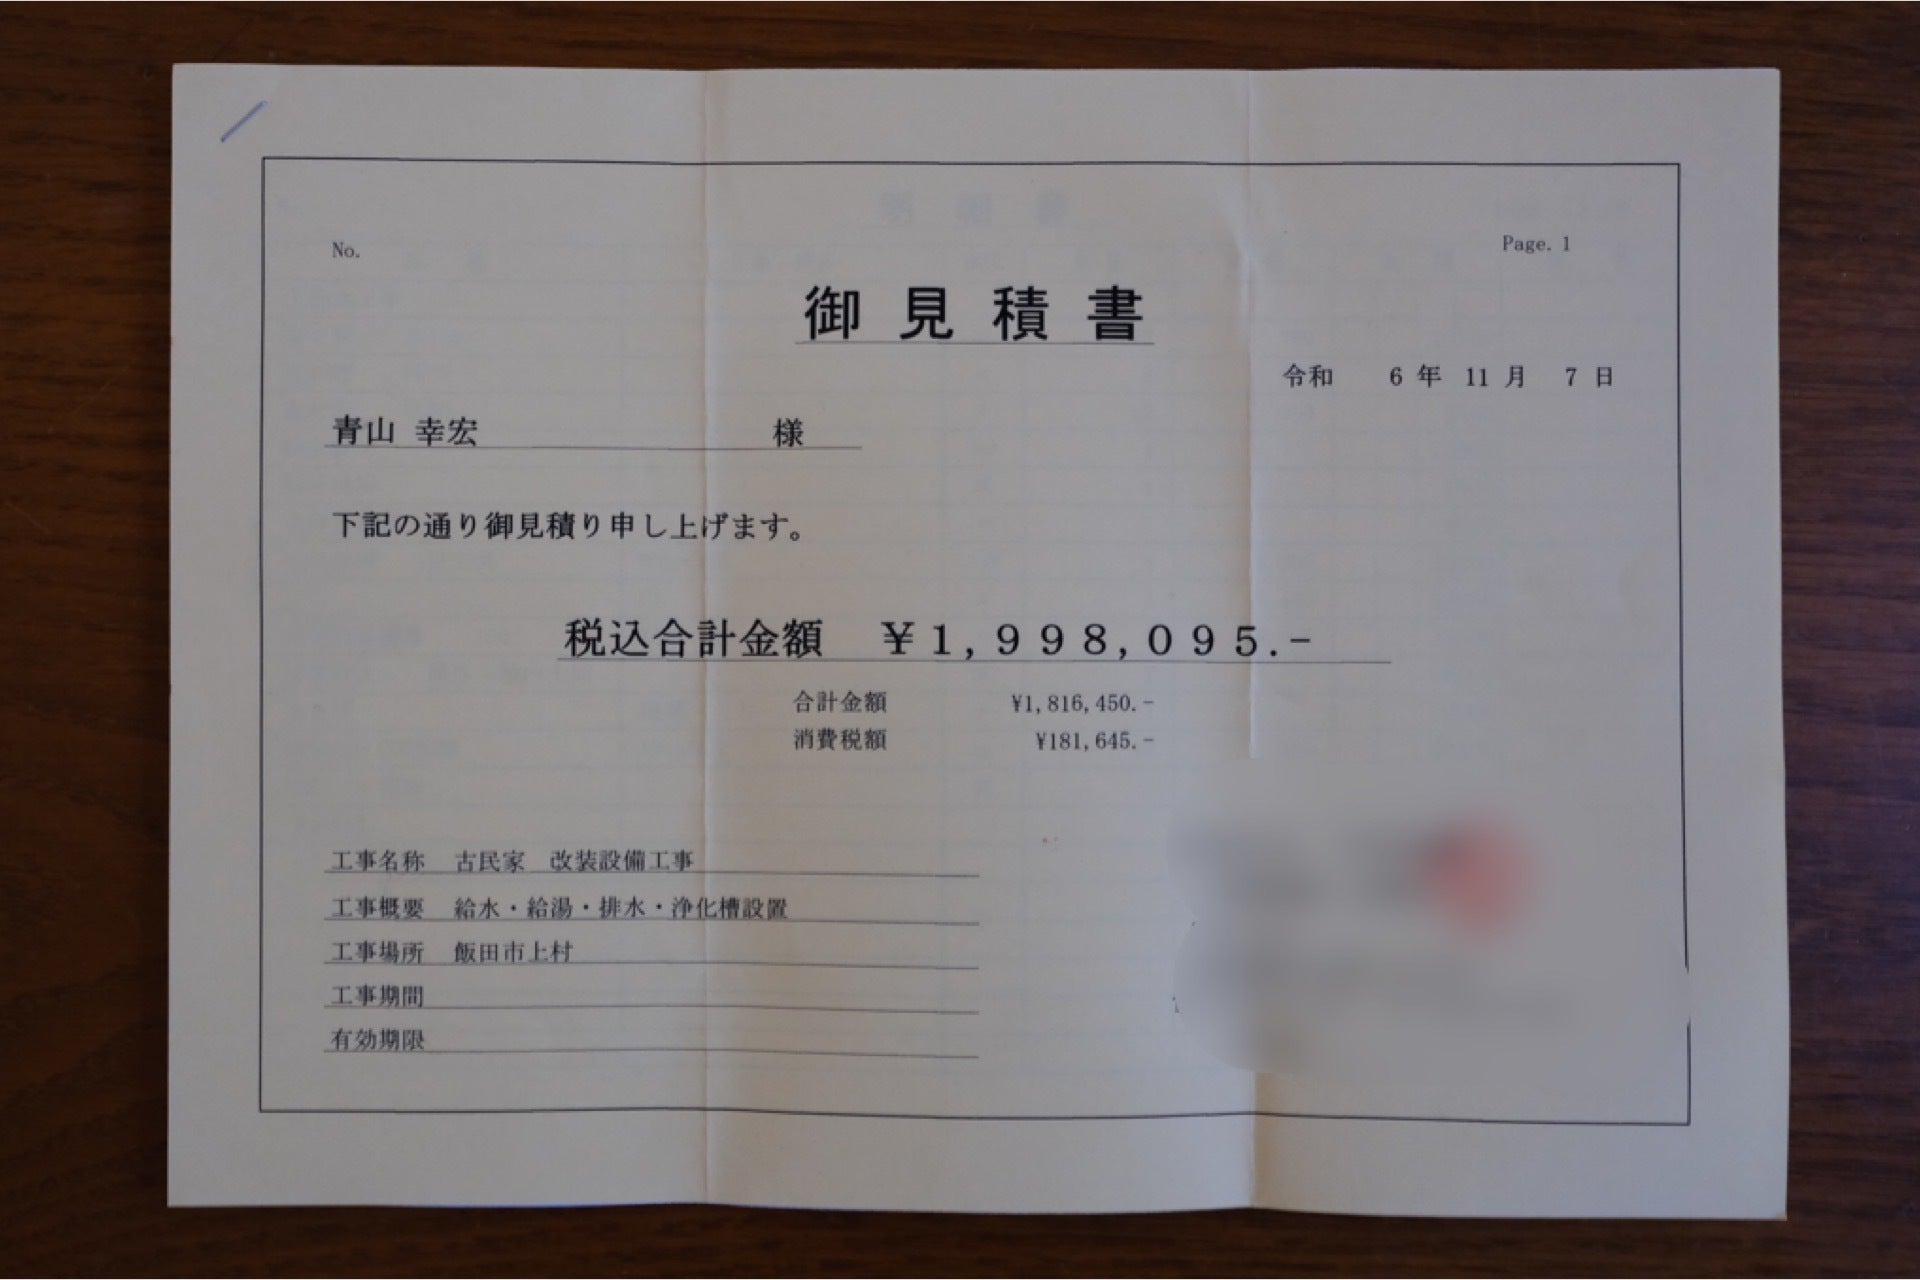 No.
Page. 1
御見積書
令和 6 年 11 月 7 日
青山 幸宏 様
下記の通り御見積り申し上げます。
税込合計金額 ¥1,998,095.-
合計金額 ¥1,816,450.-
消費税額 ¥181,645.-
工事名称 古民家 改装設備工事
工事概要 給水・給湯・排水・浄化槽設置
工事場所 飯田市上村
工事期間
有効期限